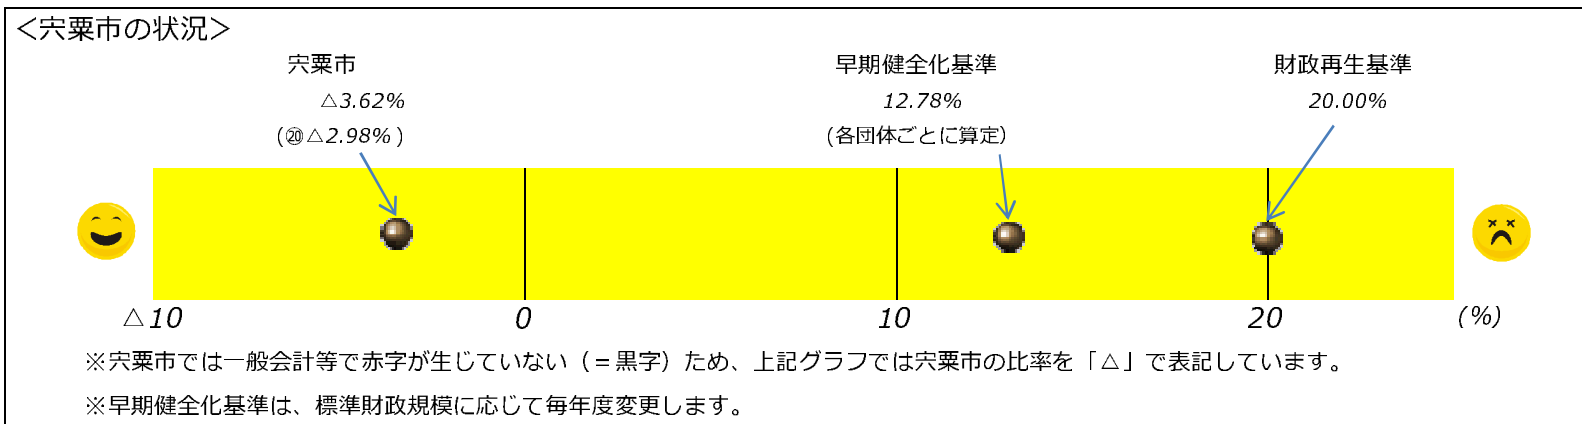 ＜宍粟市の状況＞
宍粟市 早期健全化基準 財政再生基準
△3.62% 12.78% 20.00%
(⑳△2.98%) (各団体ごとに算定)
△10 0 10 20 (%)
※宍粟市では一般会計等で赤字が生じていない（＝黒字）ため、上記グラフでは宍粟市の比率を「△」で表記しています。
※早期健全化基準は、標準財政規模に応じて毎年度変更します。